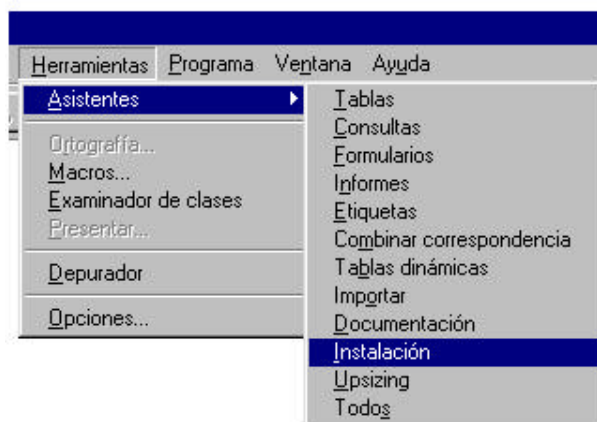 Herramientas Programa Ventana Ayuda
Asistentes
Ortografía...
Macros...
Examinador de clases
Presentar...
Depurador
Opciones...
Tablas
Consultas
Formularios
Informes
Etiquetas
Combinar correspondencia
Tablas dinámicas
Importar
Documentación
Instalación
Upsizing
Todos